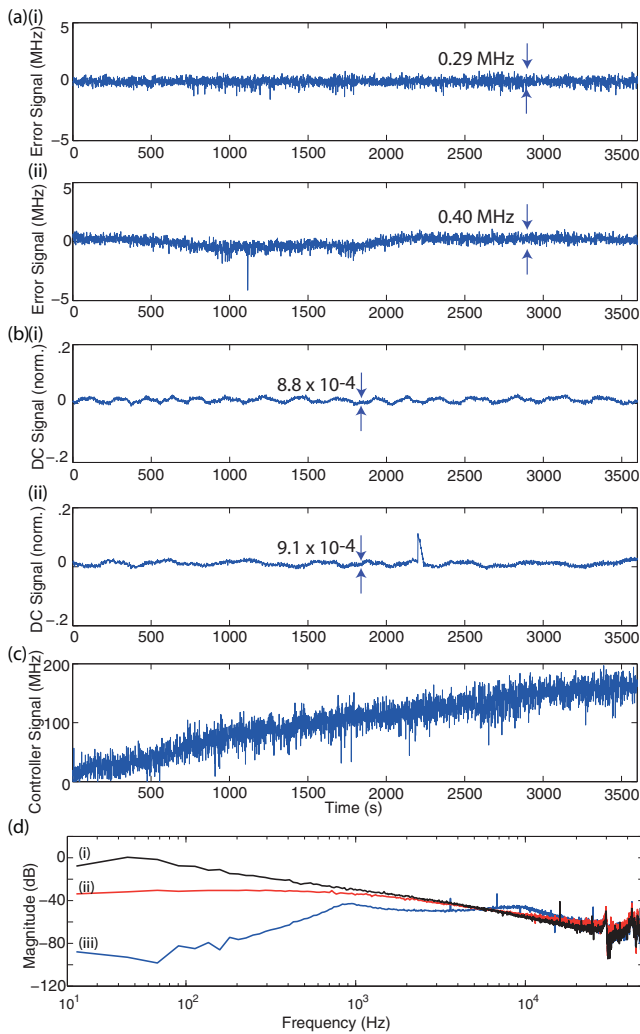 (a)(i)
Error Signal (MHz)
5
0
−5
0.29 MHz
0 500 1000 1500 2000 2500 3000 3500
(ii)
Error Signal (MHz)
5
0
−5
0.40 MHz
0 500 1000 1500 2000 2500 3000 3500
(b)(i)
DC Signal (norm.)
.2
0
−.2
8.8 x 10-4
0 500 1000 1500 2000 2500 3000 3500
(ii)
DC Signal (norm.)
.2
0
−.2
9.1 x 10-4
0 500 1000 1500 2000 2500 3000 3500
(c)
Controller Signal (MHz)
200
100
0
500 1000 1500 2000 2500 3000 3500
Time (s)
(d)
Magnitude (dB)
0
−40
−80
−120
(i)
(ii)
(iii)
10¹ 10² 10³ 10⁴
Frequency (Hz)